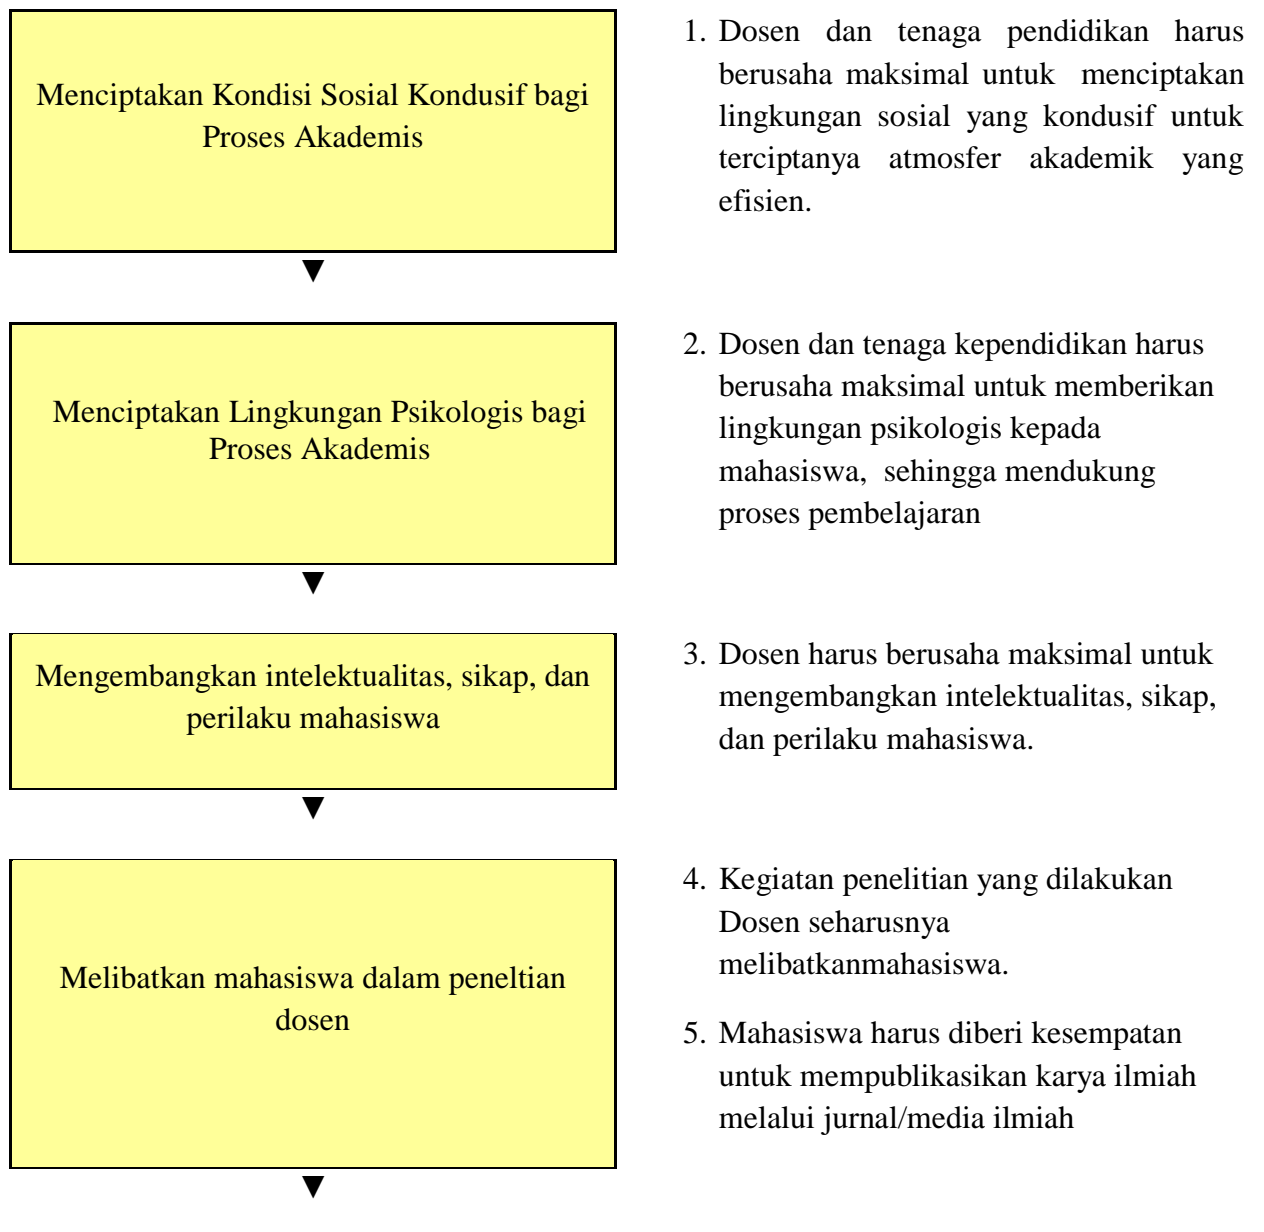 Menciptakan Kondisi Sosial Kondusif bagi
Proses Akademis
1. Dosen dan tenaga pendidikan harus
berusaha maksimal untuk menciptakan
lingkungan sosial yang kondusif untuk
terciptanya atmosfer akademik yang
efisien.
▼
Menciptakan Lingkungan Psikologis bagi
Proses Akademis
2. Dosen dan tenaga kependidikan harus
berusaha maksimal untuk memberikan
lingkungan psikologis kepada
mahasiswa, sehingga mendukung
proses pembelajaran
▼
Mengembangkan intelektualitas, sikap, dan
perilaku mahasiswa
3. Dosen harus berusaha maksimal untuk
mengembangkan intelektualitas, sikap,
dan perilaku mahasiswa.
▼
Melibatkan mahasiswa dalam peneltian
dosen
4. Kegiatan penelitian yang dilakukan
Dosen seharusnya
melibatkanmahasiswa.
5. Mahasiswa harus diberi kesempatan
untuk mempublikasikan karya ilmiah
melalui jurnal/media ilmiah
▼